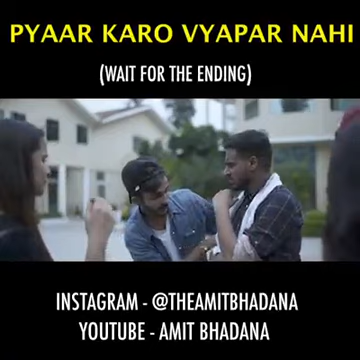 PYAAR KARO VYAPAR NAHI
(WAIT FOR THE ENDING)
INSTAGRAM - @THEAMITBHADANA
YOUTUBE - AMIT BHADANA